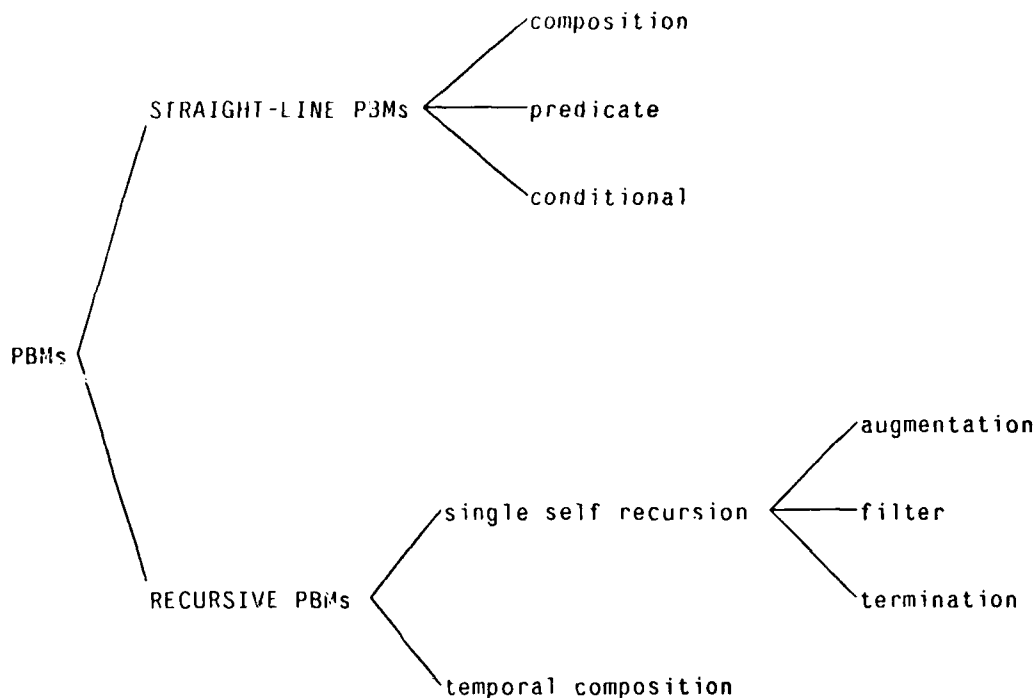 composition
STRAIGHT-LINE PBMs
predicate
conditional
PBMs
augmentation
single self recursion
filter
RECURSIVE PBMs
termination
temporal composition